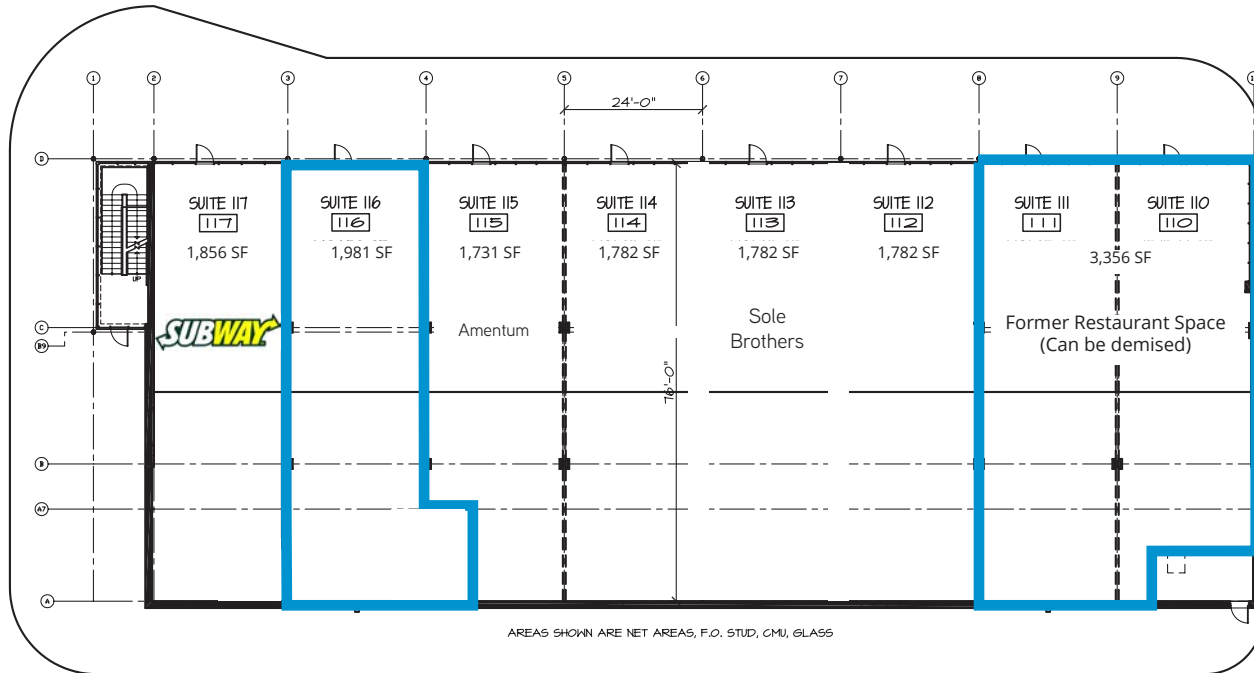 1 2 3 4 5 6 7 8 9
24'-0"
D
SUITE 117 SUITE 116 SUITE 115 SUITE 114 SUITE 113 SUITE 112 SUITE 111 SUITE 110
117 116 115 114 113 112 111 110
1,856 SF 1,981 SF 1,731 SF 1,782 SF 1,782 SF 1,782 SF 3,356 SF
UP
C
B9
SUBWAY
Amentum
Sole
Brothers
Former Restaurant Space
(Can be demised)
76'-0"
B
A7
A
AREAS SHOWN ARE NET AREAS, F.O. STUD, CMU, GLASS